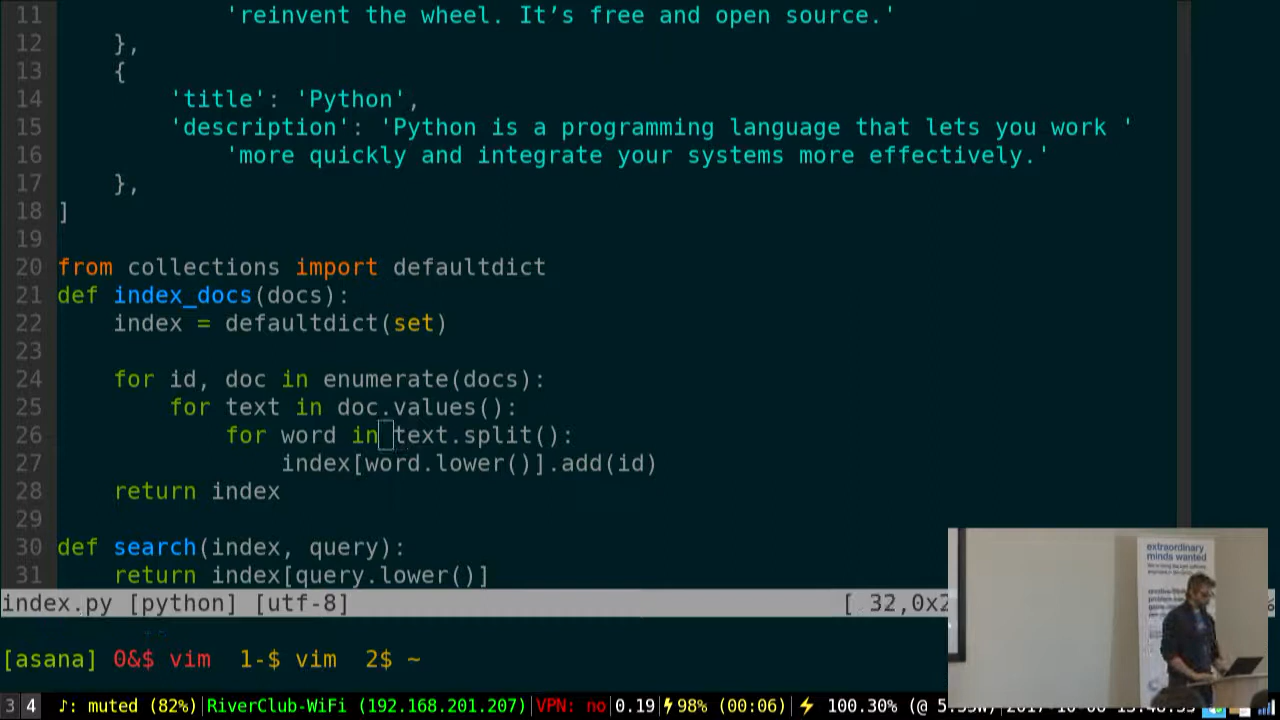 11 'reinvent the wheel. It’s free and open source.'
12 },
13 {
14 'title': 'Python',
15 'description': 'Python is a programming language that lets you work '
16 'more quickly and integrate your systems more effectively.'
17 },
18 ]
19
20 from collections import defaultdict
21 def index_docs(docs):
22 index = defaultdict(set)
23
24 for id, doc in enumerate(docs):
25 for text in doc.values():
26 for word in text.split():
27 index[word.lower()].add(id)
28 return index
29
30 def search(index, query):
31 return index[query.lower()]
extraordinary
minds wanted
index.py [python] [utf-8] [ 32,0x2
[asana] 0&$ vim 1-$ vim 2$ ~
3 4 ♪: muted (82%)|RiverClub-WiFi (192.168.201.207)|VPN: no|0.19|⚡98% (00:06)|⚡ 100.30% (@